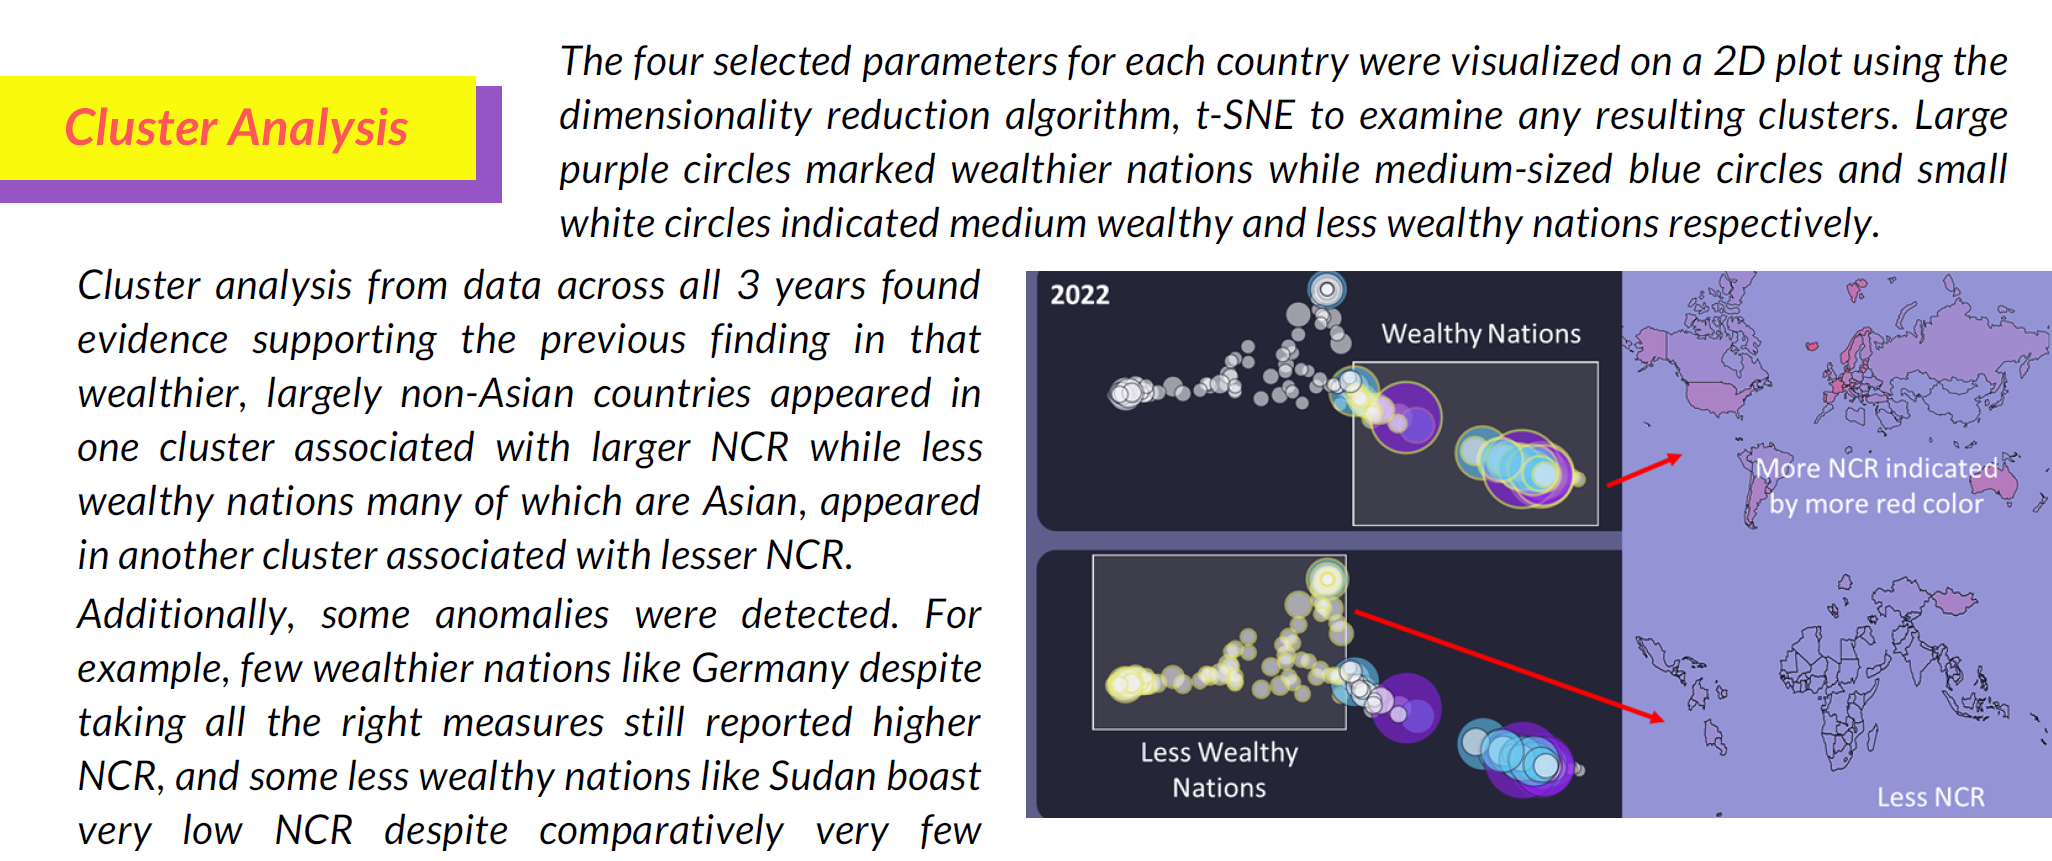 Cluster Analysis
The four selected parameters for each country were visualized on a 2D plot using the
dimensionality reduction algorithm, t-SNE to examine any resulting clusters. Large
purple circles marked wealthier nations while medium-sized blue circles and small
white circles indicated medium wealthy and less wealthy nations respectively.
Cluster analysis from data across all 3 years found
evidence supporting the previous finding in that
wealthier, largely non-Asian countries appeared in
one cluster associated with larger NCR while less
wealthy nations many of which are Asian, appeared
in another cluster associated with lesser NCR.
Additionally, some anomalies were detected. For
example, few wealthier nations like Germany despite
taking all the right measures still reported higher
NCR, and some less wealthy nations like Sudan boast
very low NCR despite comparatively very few
2022
Wealthy Nations
More NCR indicated
by more red color
Less Wealthy
Nations
Less NCR